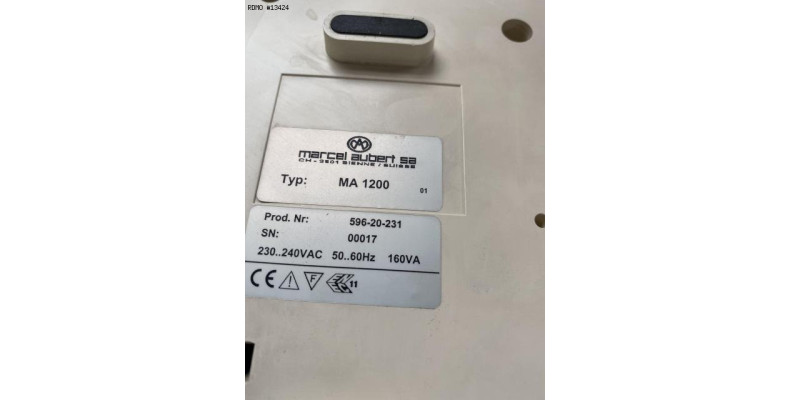 RDMO #13424
marcel aubert sa
CH - 2501 BIENNE / SUISSE
Typ: MA 1200
01
Prod. Nr: 596-20-231
SN: 00017
230..240VAC 50..60Hz 160VA
CE F 11